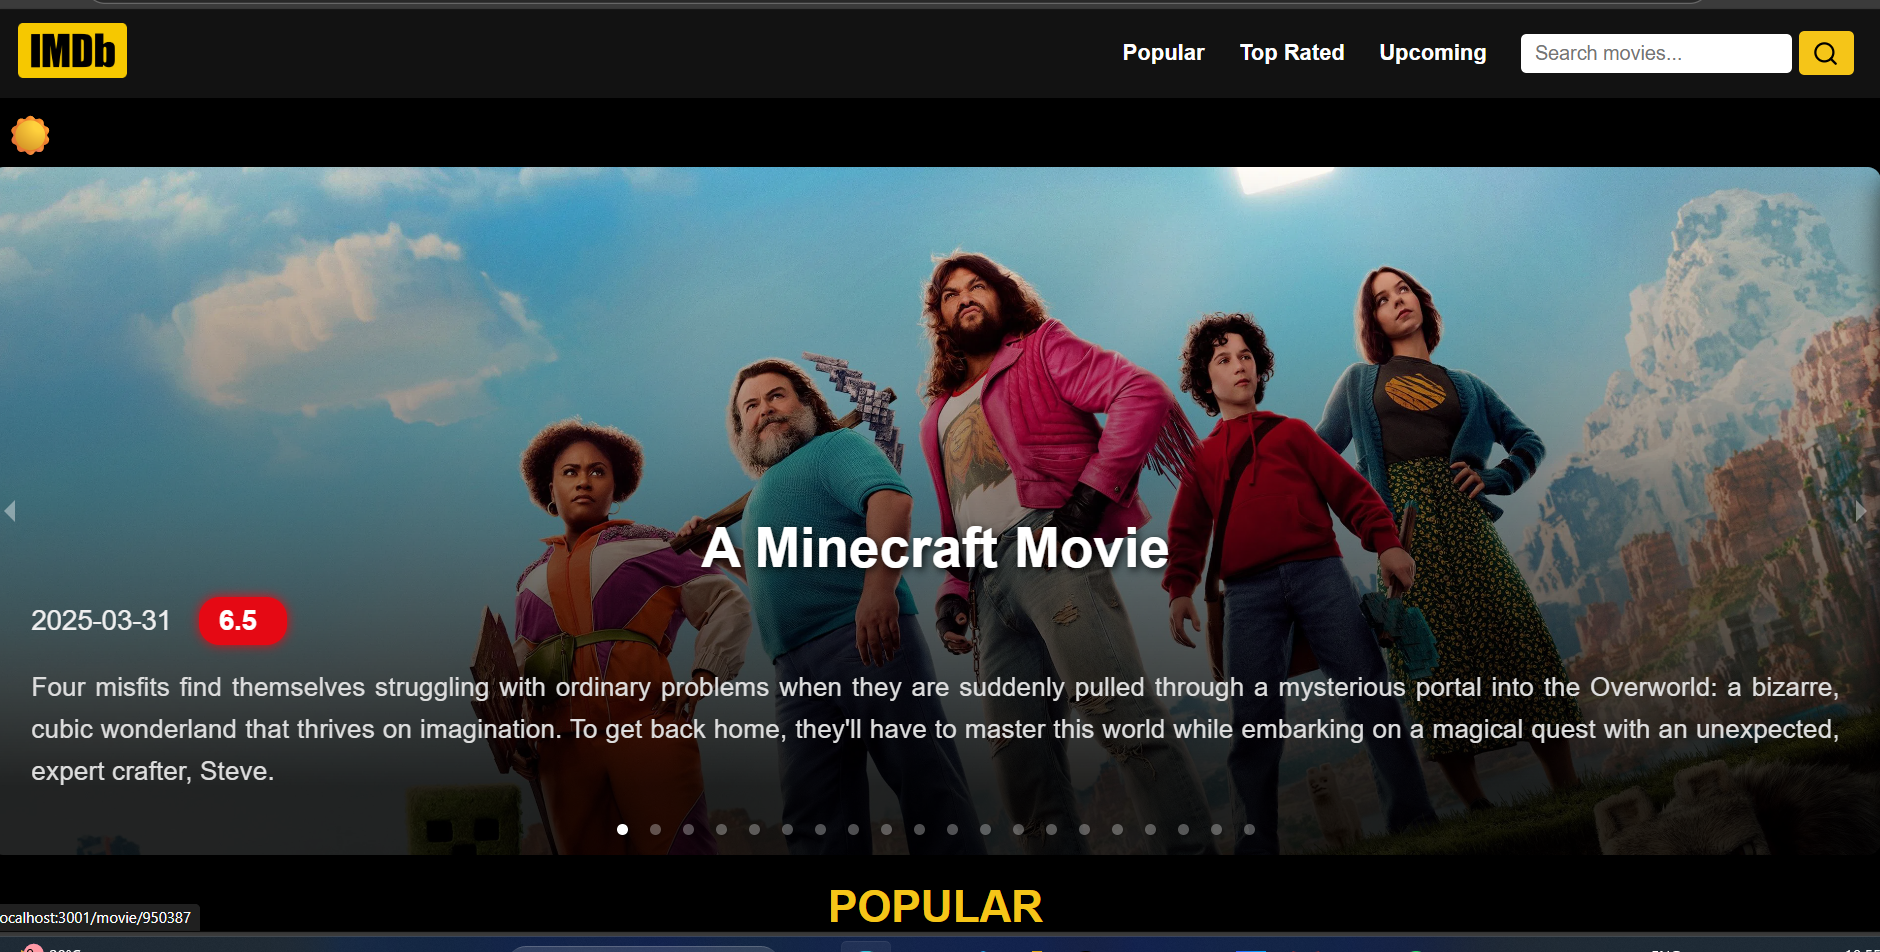 IMDb
Popular
Top Rated
Upcoming
Search movies...
A Minecraft Movie
2025-03-31
6.5
Four misfits find themselves struggling with ordinary problems when they are suddenly pulled through a mysterious portal into the Overworld: a bizarre,
cubic wonderland that thrives on imagination. To get back home, they'll have to master this world while embarking on a magical quest with an unexpected,
expert crafter, Steve.
POPULAR
ocalhost:3001/movie/950387